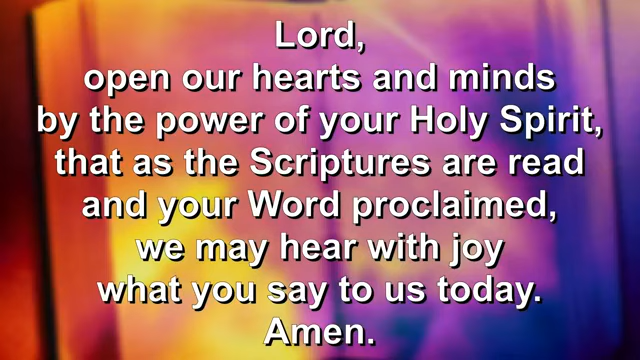 Lord,
open our hearts and minds
by the power of your Holy Spirit,
that as the Scriptures are read
and your Word proclaimed,
we may hear with joy
what you say to us today.
Amen.